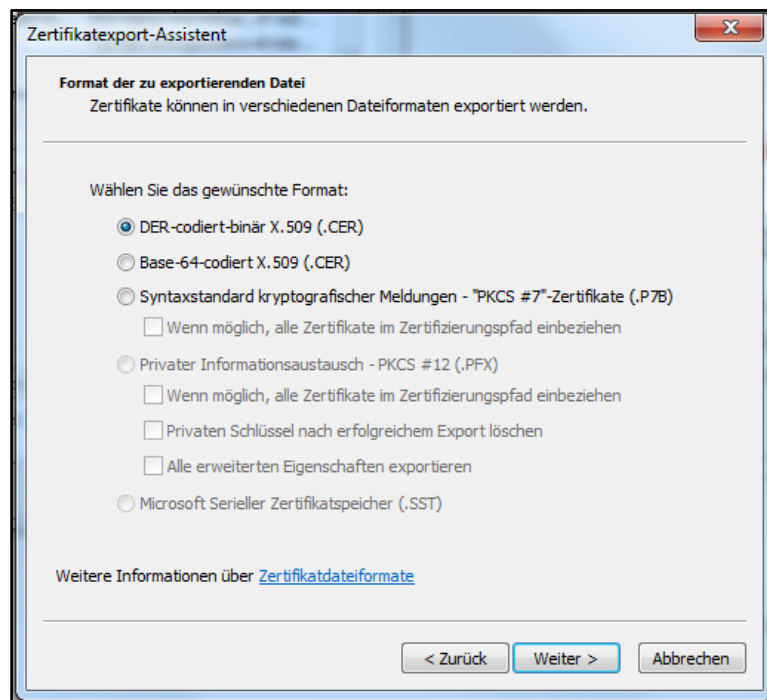 Zertifikatexport-Assistent
Format der zu exportierenden Datei
Zertifikate können in verschiedenen Dateiformaten exportiert werden.
Wählen Sie das gewünschte Format:
DER-codiert-binär X.509 (.CER)
Base-64-codiert X.509 (.CER)
Syntaxstandard kryptografischer Meldungen - "PKCS #7"-Zertifikate (.P7B)
Wenn möglich, alle Zertifikate im Zertifizierungspfad einbeziehen
Privater Informationsaustausch - PKCS #12 (.PFX)
Wenn möglich, alle Zertifikate im Zertifizierungspfad einbeziehen
Privaten Schlüssel nach erfolgreichem Export löschen
Alle erweiterten Eigenschaften exportieren
Microsoft Serieller Zertifikatspeicher (.SST)
Weitere Informationen über Zertifikatdateiformate
< Zurück Weiter > Abbrechen